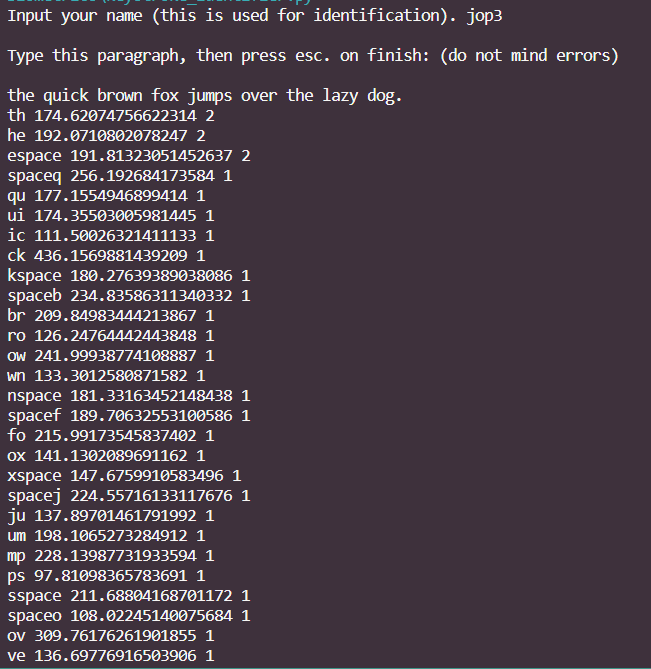 Input your name (this is used for identification). jop3
Type this paragraph, then press esc. on finish: (do not mind errors)
the quick brown fox jumps over the lazy dog.
th 174.62074756622314 2
he 192.0710802078247 2
espace 191.81323051452637 2
spaceq 256.192684173584 1
qu 177.1554946899414 1
ui 174.35503005981445 1
ic 111.50026321411133 1
ck 436.1569881439209 1
kspace 180.27639389038086 1
spaceb 234.83586311340332 1
br 209.84983444213867 1
ro 126.24764442443848 1
ow 241.99938774108887 1
wn 133.3012580871582 1
nspace 181.33163452148438 1
spacef 189.70632553100586 1
fo 215.99173545837402 1
ox 141.1302089691162 1
xspace 147.6759910583496 1
spacej 224.55716133117676 1
ju 137.89701461791992 1
um 198.1065273284912 1
mp 228.13987731933594 1
ps 97.81098365783691 1
sspace 211.68804168701172 1
spaceo 108.02245140075684 1
ov 309.76176261901855 1
ve 136.69776916503906 1